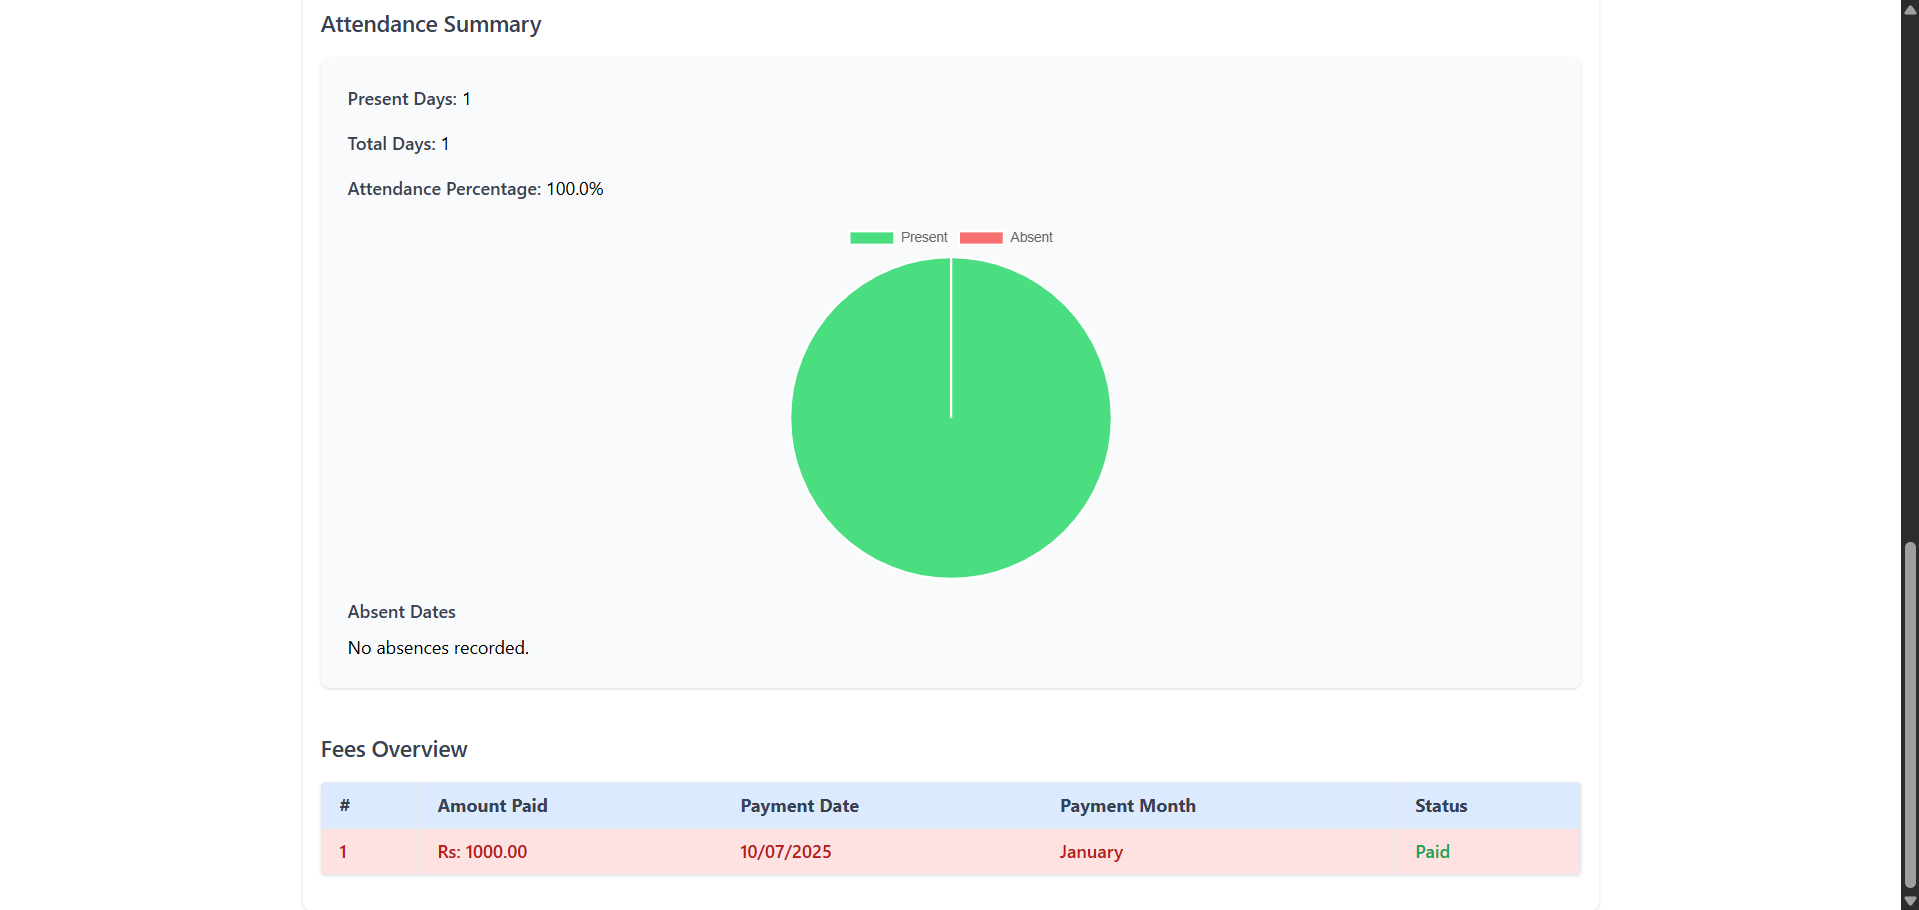 Attendance Summary
Present Days: 1
Total Days: 1
Attendance Percentage: 100.0%
Present Absent
Absent Dates
No absences recorded.
Fees Overview
# Amount Paid Payment Date Payment Month Status
1 Rs: 1000.00 10/07/2025 January Paid